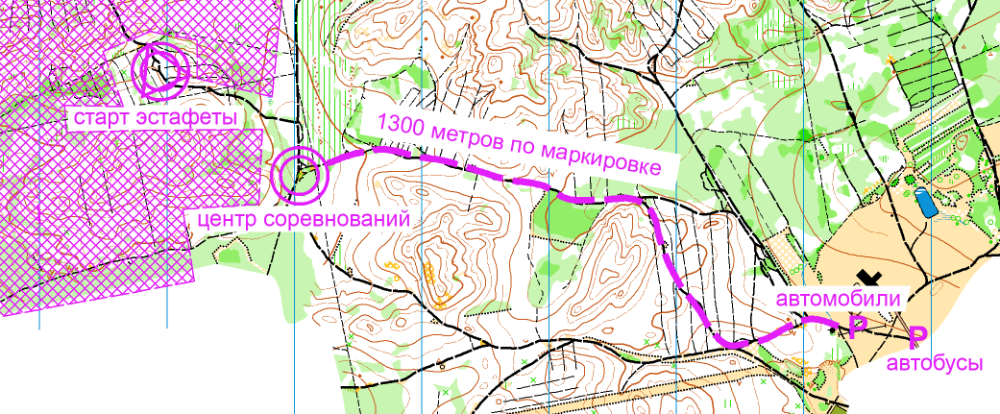 старт эстафеты
1300 метров по маркировке
центр соревнований
автомобили
P
P
автобусы